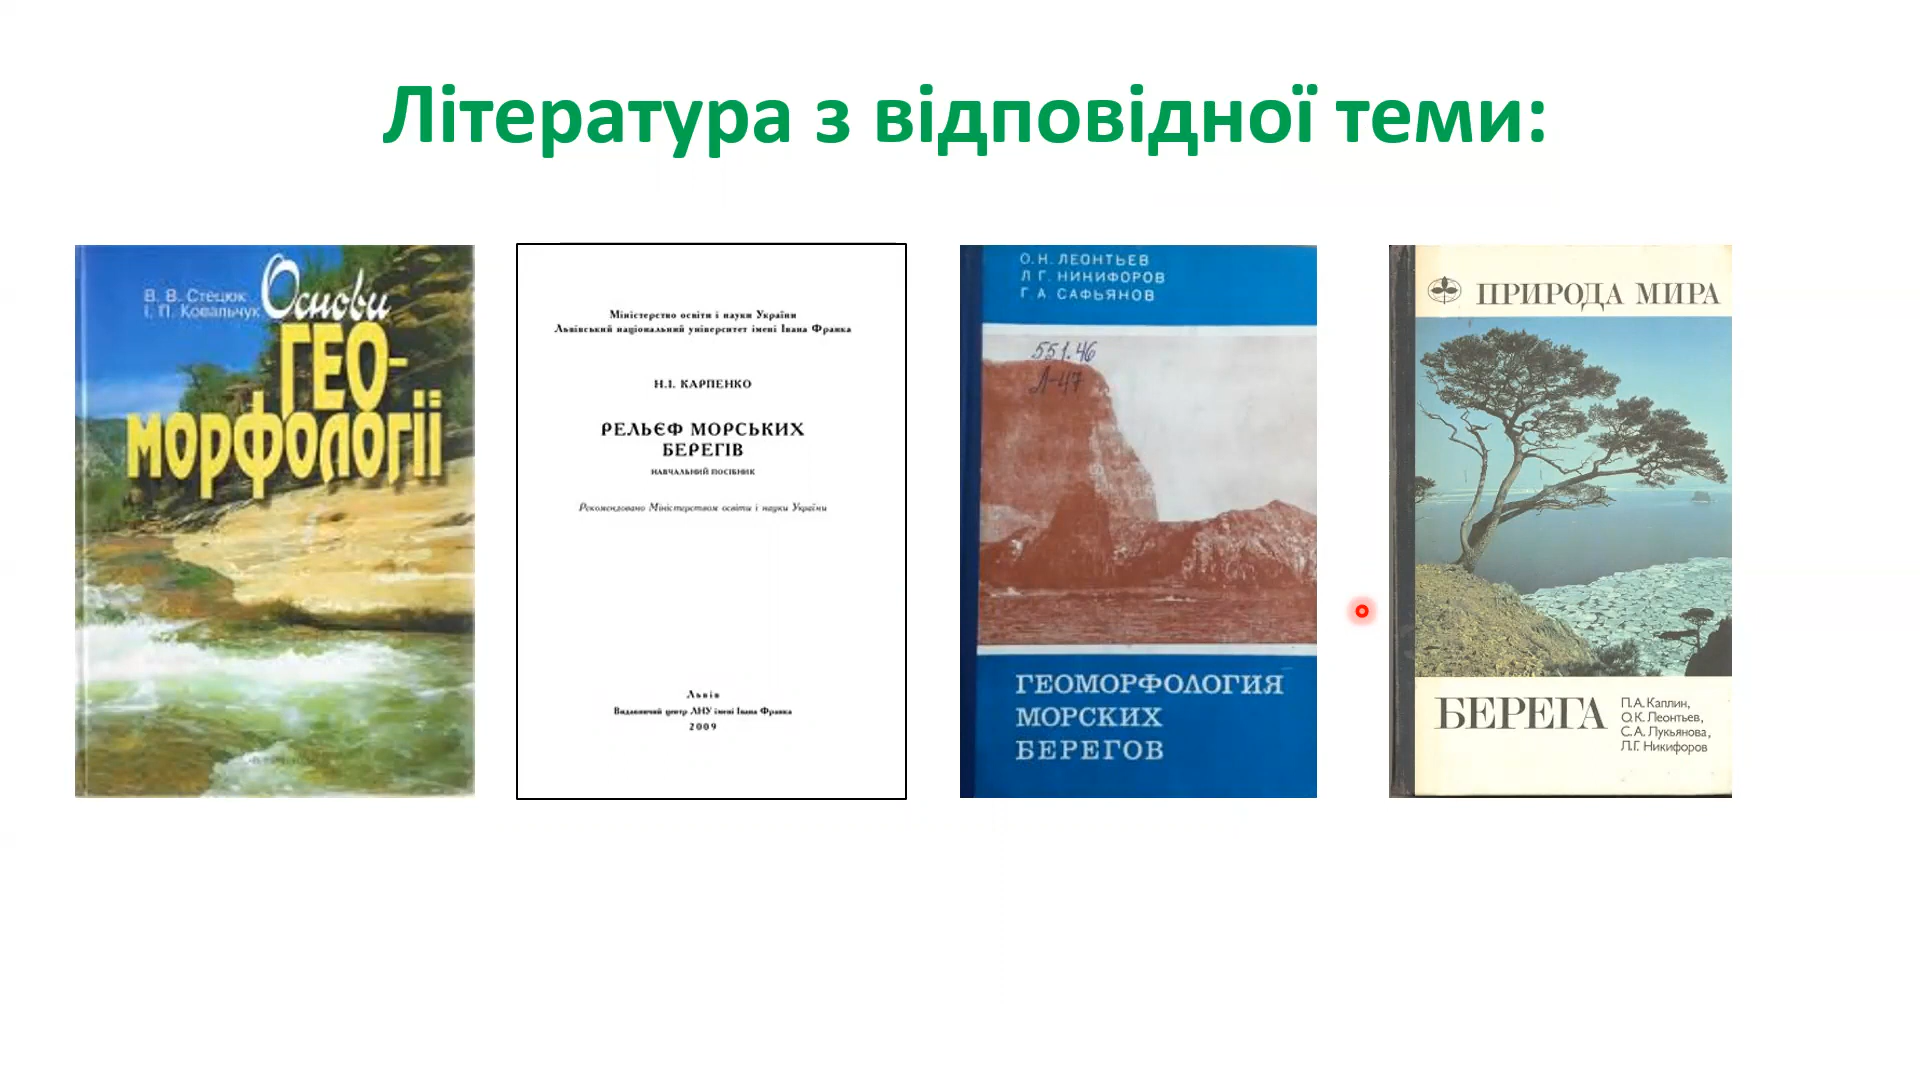 Література з відповідної теми:
В. В. Стецюк
І. П. Ковальчук
Основи
ГЕО-
МОРФОЛОГІЇ
Міністерство освіти і науки України
Львівський національний університет імені Івана Франка
Н.І. КАРПЕНКО
РЕЛЬЄФ МОРСЬКИХ
БЕРЕГІВ
НАВЧАЛЬНИЙ ПОСІБНИК
Рекомендовано Міністерством освіти і науки України
Львів
Видавничий центр ЛНУ імені Івана Франка
2009
О. Н. ЛЕОНТЬЕВ
Л. Г. НИКИФОРОВ
Г. А. САФЬЯНОВ
551.46
Л-47
ГЕОМОРФОЛОГИЯ
МОРСКИХ
БЕРЕГОВ
ПРИРОДА МИРА
БЕРЕГА
П.А. Каплин,
О.К. Леонтьев,
С.А. Лукьянова,
Л.Г. Никифоров